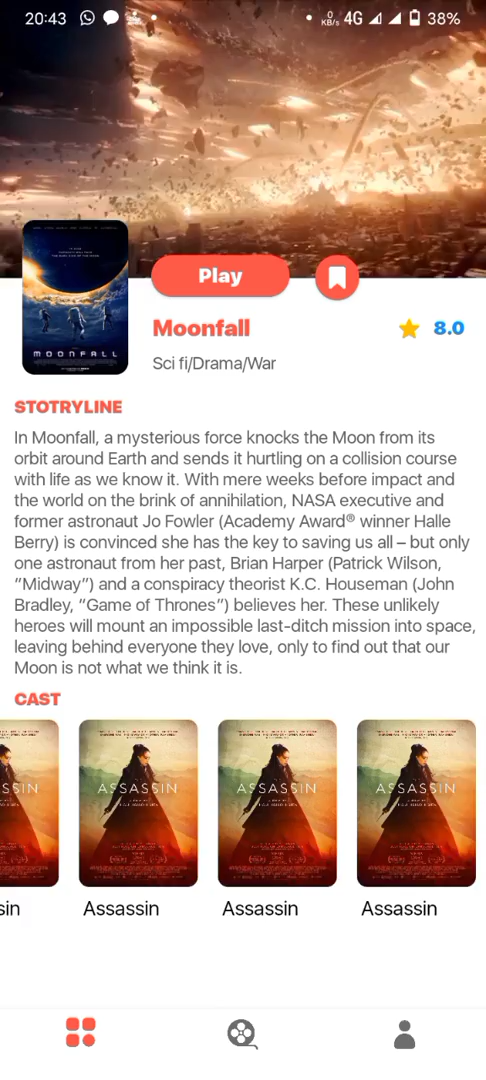 20:43
0 KB/s 4G 38%
Play
MOONFALL
Moonfall
8.0
Sci fi/Drama/War
STOTRYLINE
In Moonfall, a mysterious force knocks the Moon from its
orbit around Earth and sends it hurtling on a collision course
with life as we know it. With mere weeks before impact and
the world on the brink of annihilation, NASA executive and
former astronaut Jo Fowler (Academy Award® winner Halle
Berry) is convinced she has the key to saving us all – but only
one astronaut from her past, Brian Harper (Patrick Wilson,
“Midway”) and a conspiracy theorist K.C. Houseman (John
Bradley, “Game of Thrones”) believes her. These unlikely
heroes will mount an impossible last-ditch mission into space,
leaving behind everyone they love, only to find out that our
Moon is not what we think it is.
CAST
SSIN ASSASSIN ASSASSIN ASSASSIN
sin Assassin Assassin Assassin